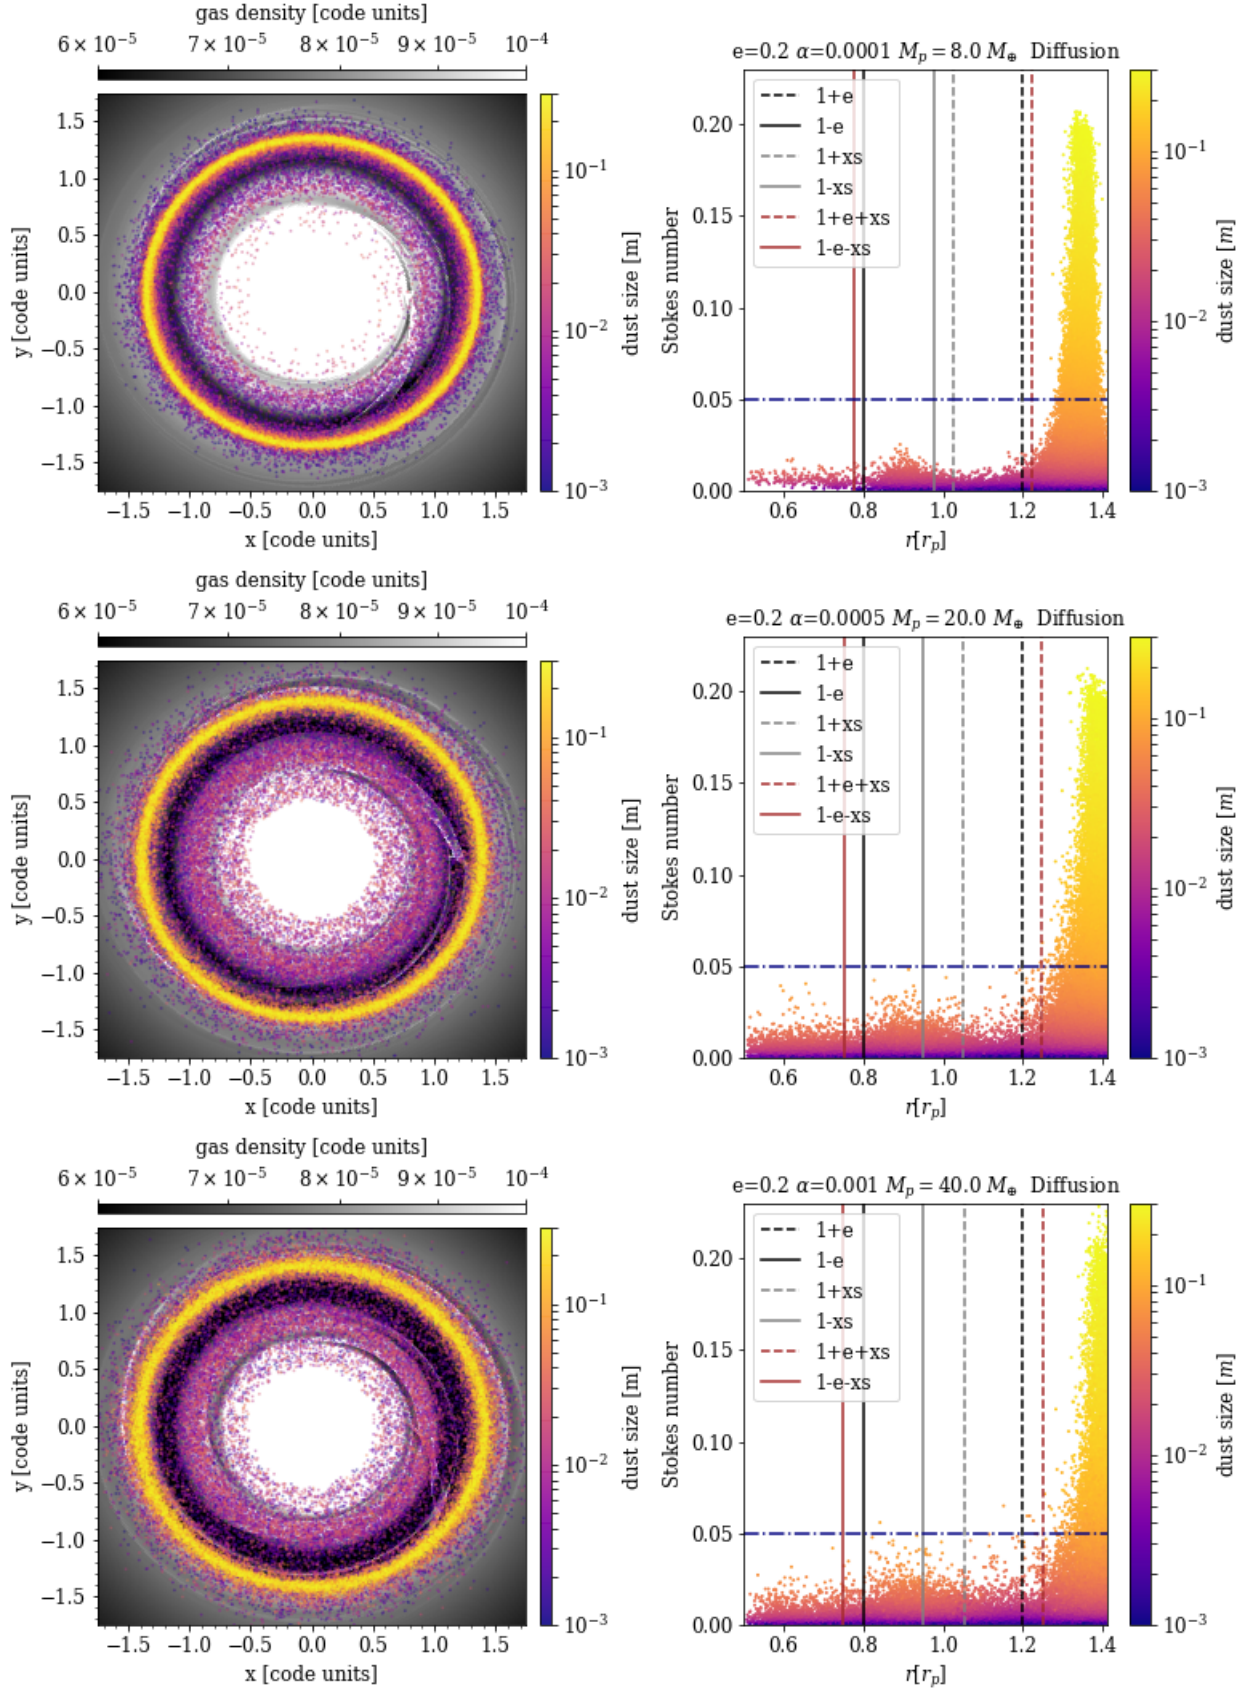 gas density [code units]
6 × 10⁻⁵ 7 × 10⁻⁵ 8 × 10⁻⁵ 9 × 10⁻⁵ 10⁻⁴
y [code units]
1.5
1.0
0.5
0.0
−0.5
−1.0
−1.5
−1.5 −1.0 −0.5 0.0 0.5 1.0 1.5
x [code units]
10⁻¹
10⁻²
10⁻³
dust size [m]
e=0.2 α=0.0001 Mₚ = 8.0 M⊕ Diffusion
1+e
1-e
1+xs
1-xs
1+e+xs
1-e-xs
Stokes number
0.20
0.15
0.10
0.05
0.00
0.6 0.8 1.0 1.2 1.4
r[rₚ]
10⁻¹
10⁻²
10⁻³
dust size [m]
gas density [code units]
6 × 10⁻⁵ 7 × 10⁻⁵ 8 × 10⁻⁵ 9 × 10⁻⁵ 10⁻⁴
y [code units]
1.5
1.0
0.5
0.0
−0.5
−1.0
−1.5
−1.5 −1.0 −0.5 0.0 0.5 1.0 1.5
x [code units]
10⁻¹
10⁻²
10⁻³
dust size [m]
e=0.2 α=0.0005 Mₚ = 20.0 M⊕ Diffusion
1+e
1-e
1+xs
1-xs
1+e+xs
1-e-xs
Stokes number
0.20
0.15
0.10
0.05
0.00
0.6 0.8 1.0 1.2 1.4
r[rₚ]
10⁻¹
10⁻²
10⁻³
dust size [m]
gas density [code units]
6 × 10⁻⁵ 7 × 10⁻⁵ 8 × 10⁻⁵ 9 × 10⁻⁵ 10⁻⁴
y [code units]
1.5
1.0
0.5
0.0
−0.5
−1.0
−1.5
−1.5 −1.0 −0.5 0.0 0.5 1.0 1.5
x [code units]
10⁻¹
10⁻²
10⁻³
dust size [m]
e=0.2 α=0.001 Mₚ = 40.0 M⊕ Diffusion
1+e
1-e
1+xs
1-xs
1+e+xs
1-e-xs
Stokes number
0.20
0.15
0.10
0.05
0.00
0.6 0.8 1.0 1.2 1.4
r[rₚ]
10⁻¹
10⁻²
10⁻³
dust size [m]